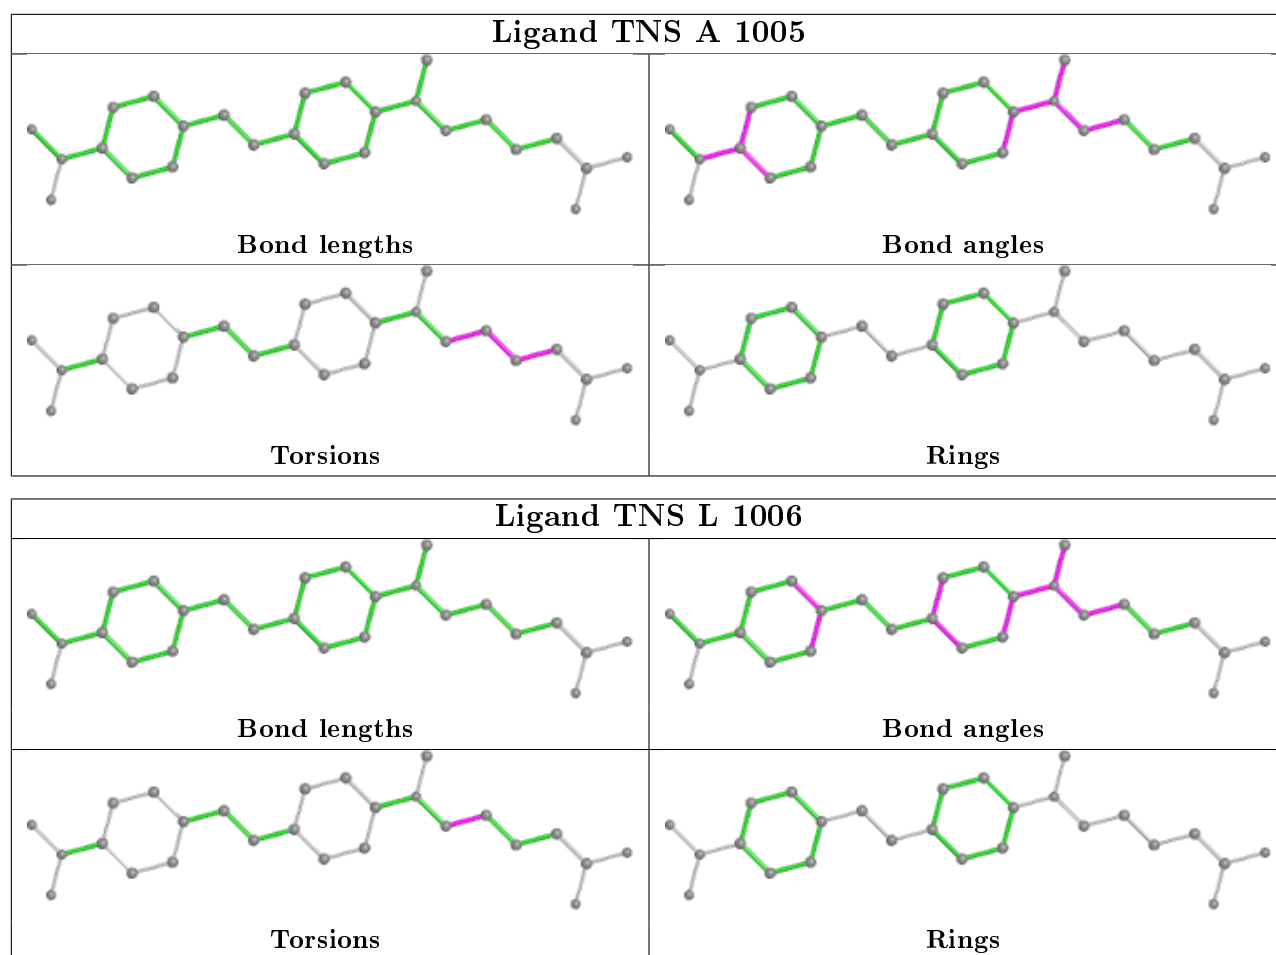 Ligand TNS A 1005
Bond lengths
Bond angles
Torsions
Rings
Ligand TNS L 1006
Bond lengths
Bond angles
Torsions
Rings